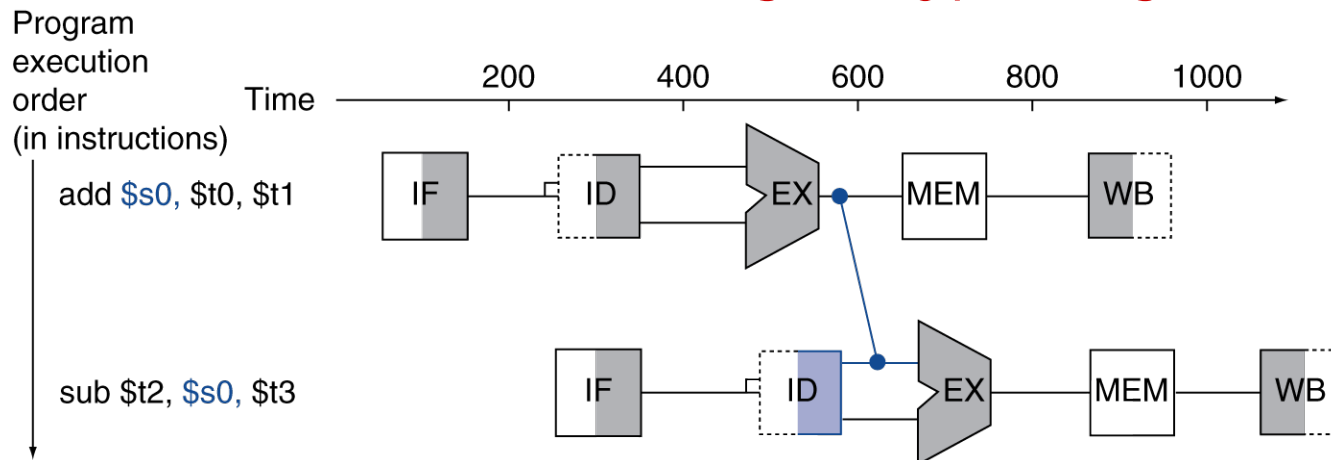 Program
execution
order
(in instructions)
Time
200 400 600 800 1000
add $s0, $t0, $t1
IF ID EX MEM WB
sub $t2, $s0, $t3
IF ID EX MEM WB